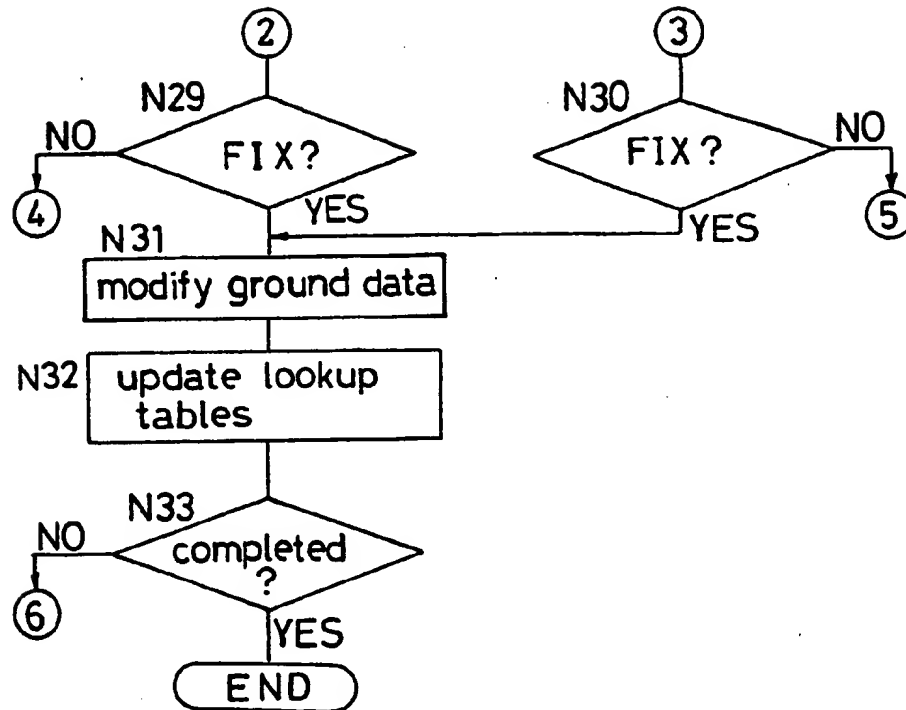 2
3
N29
N30
NO
FIX?
FIX?
NO
4
YES
YES
5
N31
modify ground data
N32
update lookup
tables
N33
NO
completed
?
6
YES
END